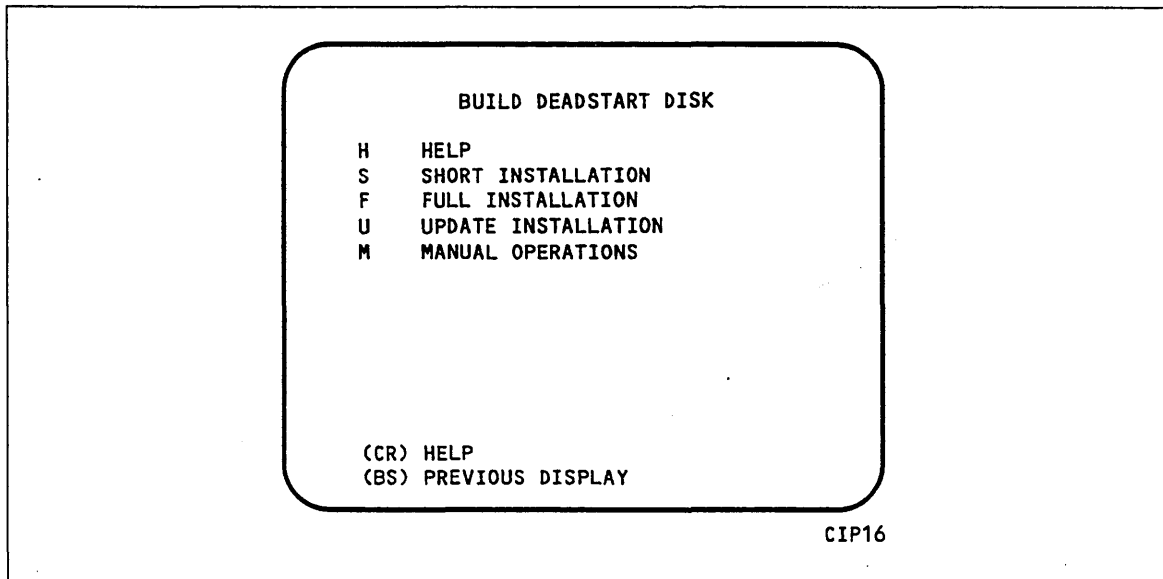 BUILD DEADSTART DISK
H HELP
S SHORT INSTALLATION
F FULL INSTALLATION
U UPDATE INSTALLATION
M MANUAL OPERATIONS
(CR) HELP
(BS) PREVIOUS DISPLAY
CIP16